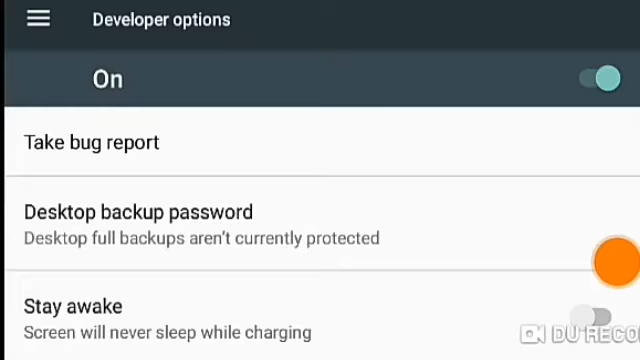 Developer options
On
Take bug report
Desktop backup password
Desktop full backups aren't currently protected
Stay awake
Screen will never sleep while charging
DU RECO